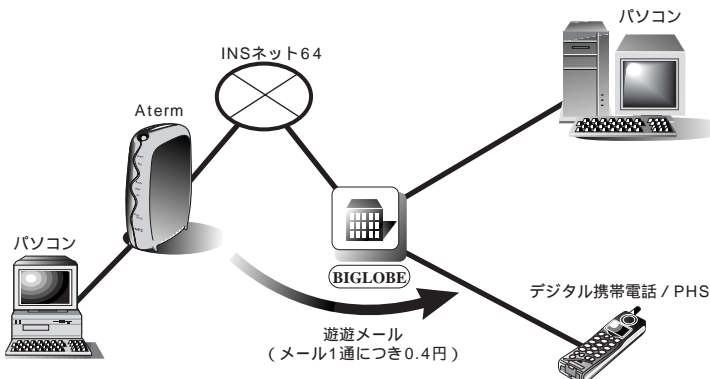 パソコン
INSネット64
Aterm
パソコン
BIGLOBE
デジタル携帯電話/PHS
遊遊メール
(メール1通につき0.4円)